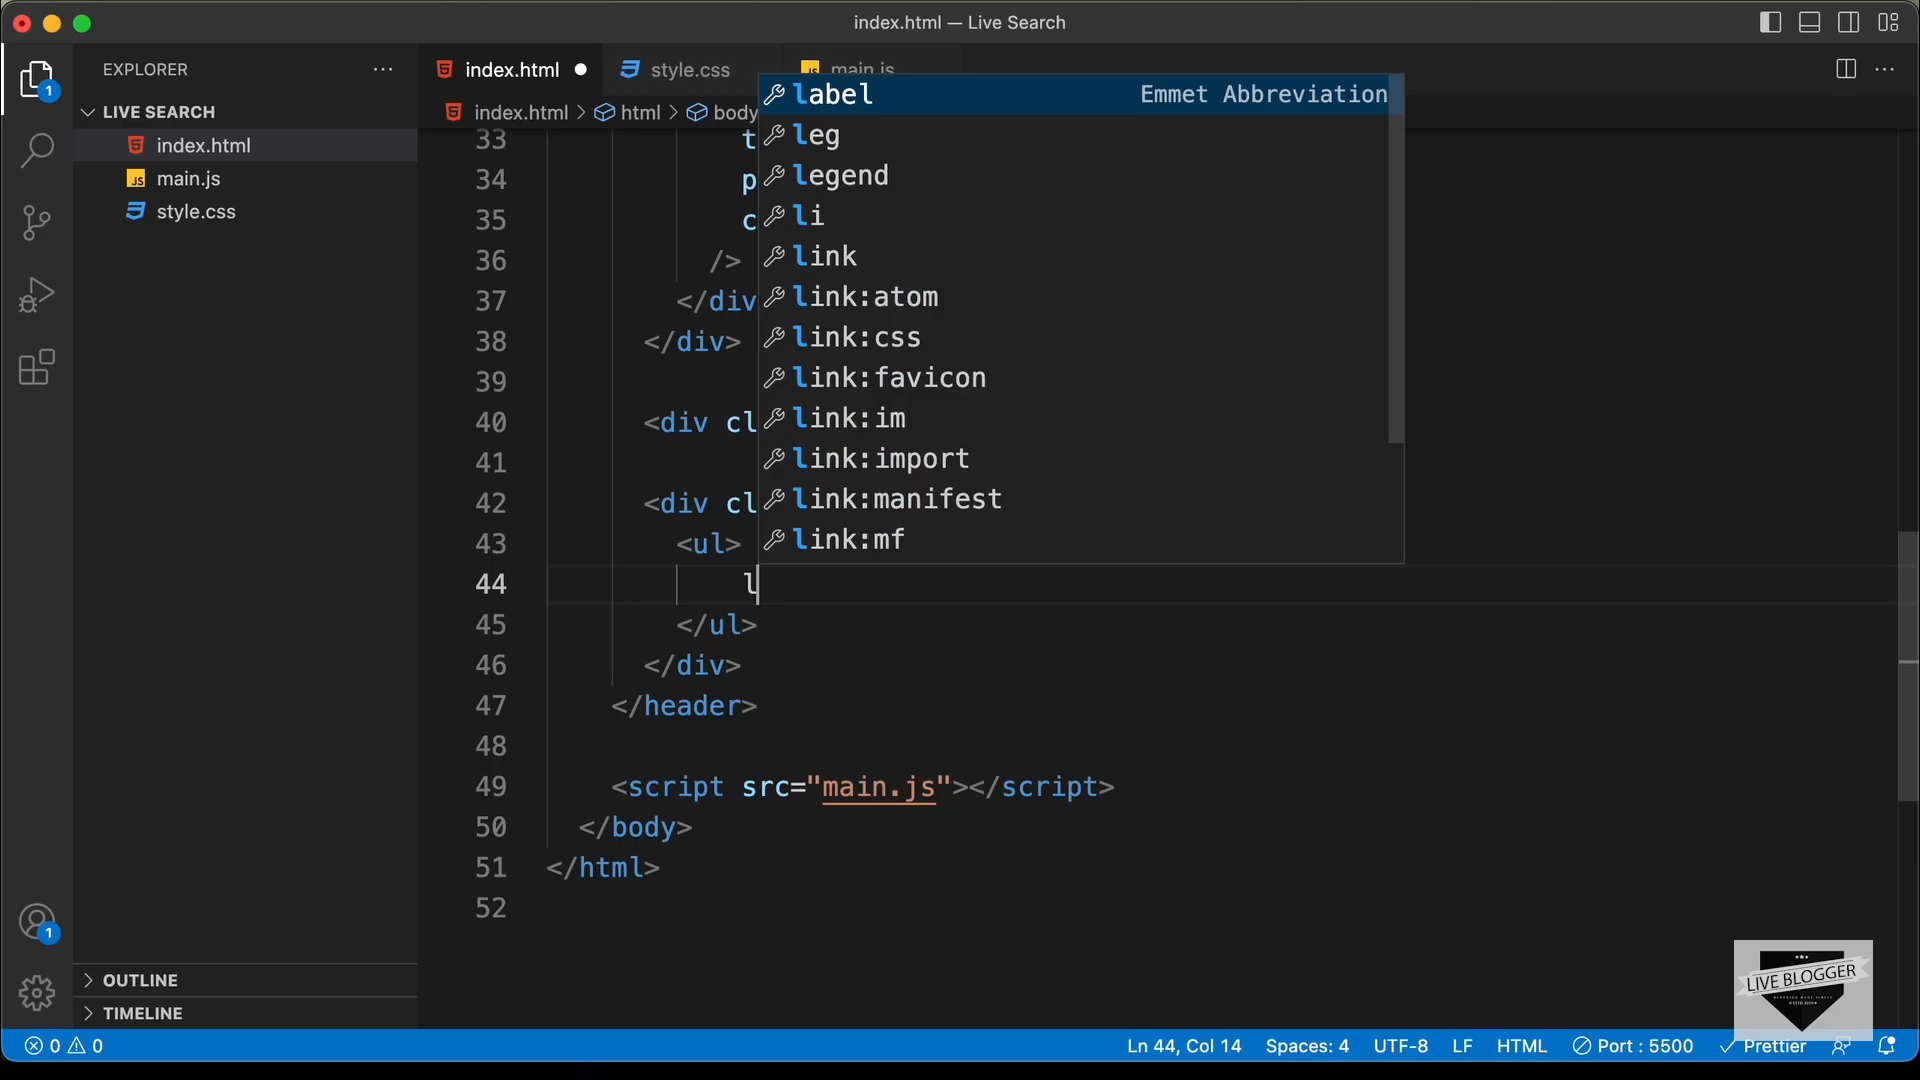 index.html — Live Search
EXPLORER
LIVE SEARCH
index.html
main.js
style.css
OUTLINE
TIMELINE
1
1
index.html
style.css
main.js
index.html > html > body
33 t
34 p
35 c
36 />
37 </div
38 </div>
39
40 <div cl
41
42 <div cl
43 <ul>
44 l
45 </ul>
46 </div>
47 </header>
48
49 <script src="main.js"></script>
50 </body>
51 </html>
52
label Emmet Abbreviation
leg
legend
li
link
link:atom
link:css
link:favicon
link:im
link:import
link:manifest
link:mf
LIVE BLOGGER
0 0
Ln 44, Col 14 Spaces: 4 UTF-8 LF HTML Port : 5500 Prettier